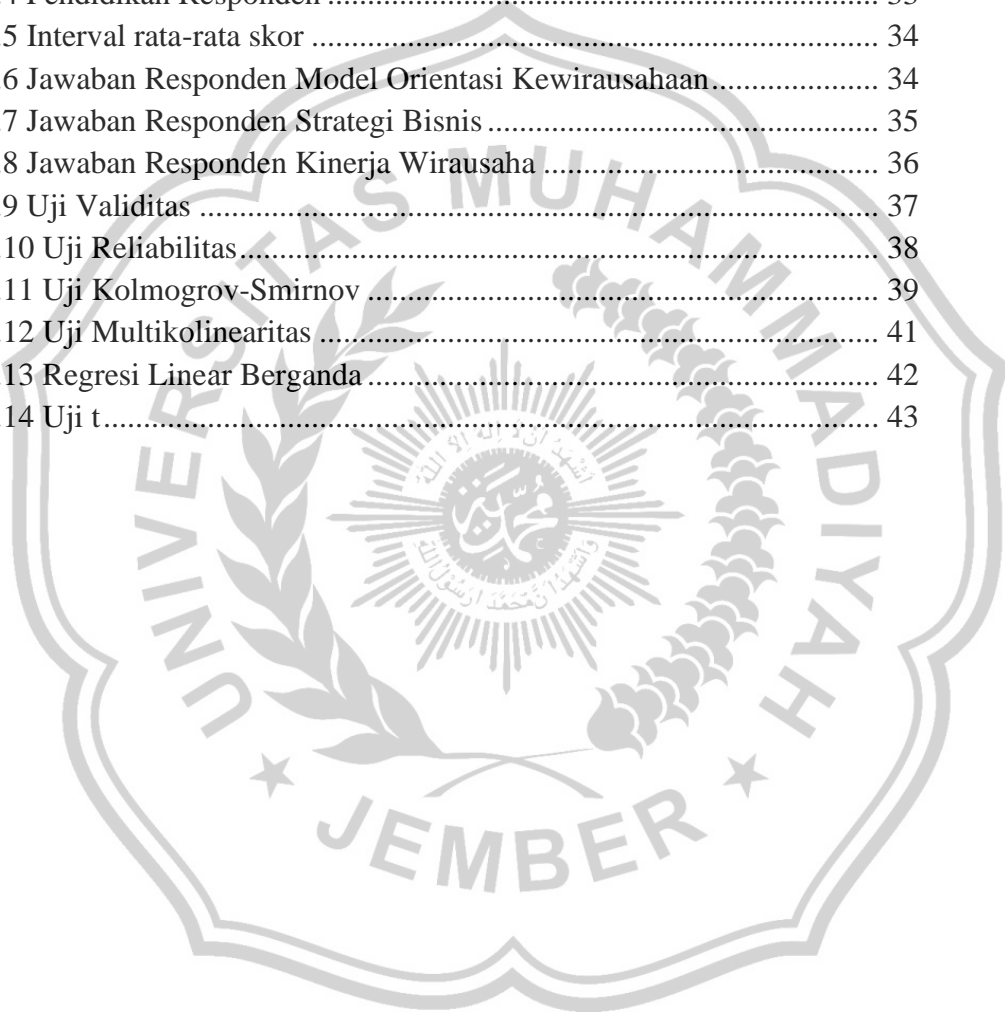 .5 Interval rata-rata skor ........................................................................ 34
.6 Jawaban Responden Model Orientasi Kewirausahaan ..................... 34
.7 Jawaban Responden Strategi Bisnis .................................................. 35
.8 Jawaban Responden Kinerja Wirausaha ........................................... 36
.9 Uji Validitas ...................................................................................... 37
.10 Uji Reliabilitas ................................................................................. 38
.11 Uji Kolmogrov-Smirnov .................................................................. 39
.12 Uji Multikolinearitas ........................................................................ 41
.13 Regresi Linear Berganda .................................................................. 42
.14 Uji t .................................................................................................. 43
UNIVERSITAS MUHAMMADIYAH
JEMBER